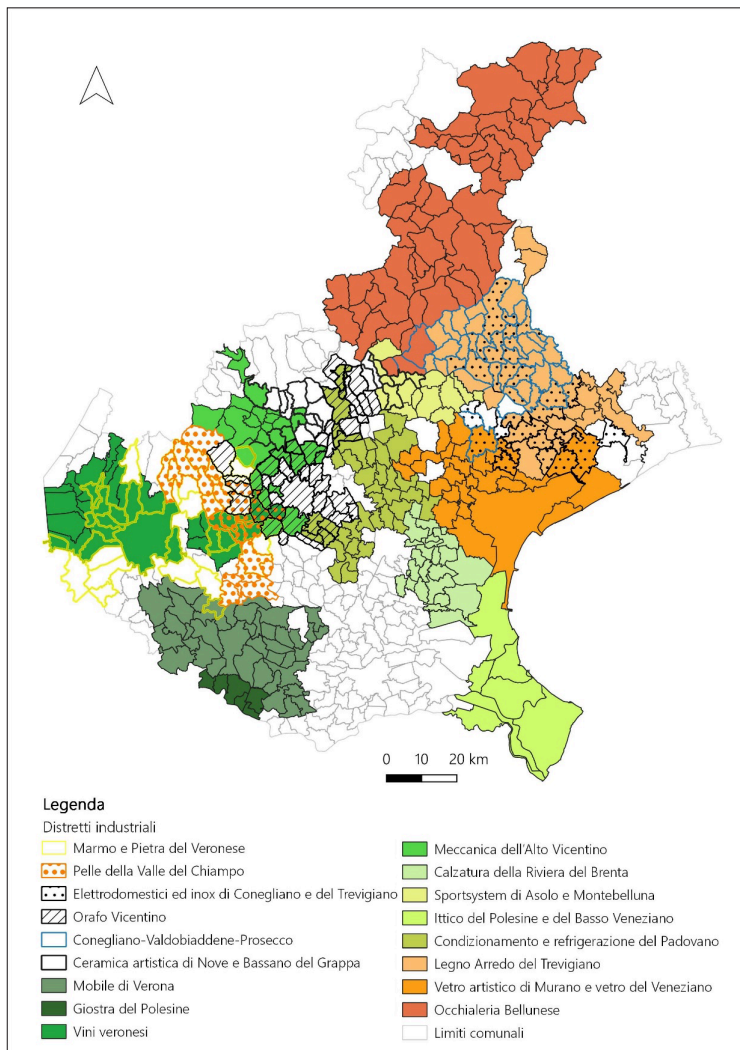 0 10 20 km
Legenda
Distretti industriali
Marmo e Pietra del Veronese
Pelle della Valle del Chiampo
Elettrodomestici ed inox di Conegliano e del Trevigiano
Orafo Vicentino
Conegliano-Valdobiaddene-Prosecco
Ceramica artistica di Nove e Bassano del Grappa
Mobile di Verona
Giostra del Polesine
Vini veronesi
Meccanica dell'Alto Vicentino
Calzatura della Riviera del Brenta
Sportsystem di Asolo e Montebelluna
Ittico del Polesine e del Basso Veneziano
Condizionamento e refrigerazione del Padovano
Legno Arredo del Trevigiano
Vetro artistico di Murano e vetro del Veneziano
Occhialeria Bellunese
Limiti comunali